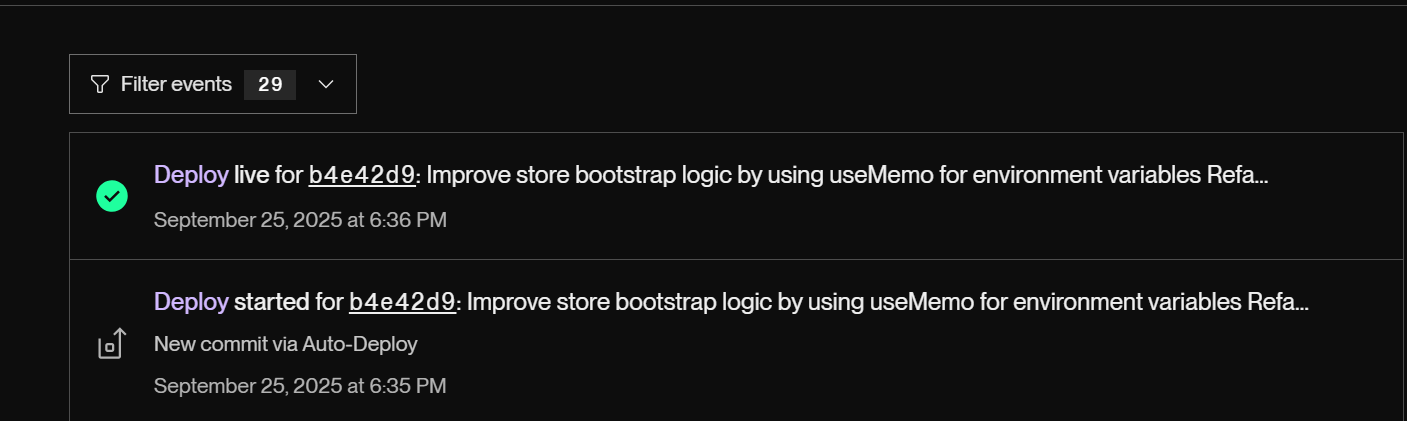 Filter events 29
Deploy live for b4e42d9: Improve store bootstrap logic by using useMemo for environment variables Refa...
September 25, 2025 at 6:36 PM
Deploy started for b4e42d9: Improve store bootstrap logic by using useMemo for environment variables Refa...
New commit via Auto-Deploy
September 25, 2025 at 6:35 PM